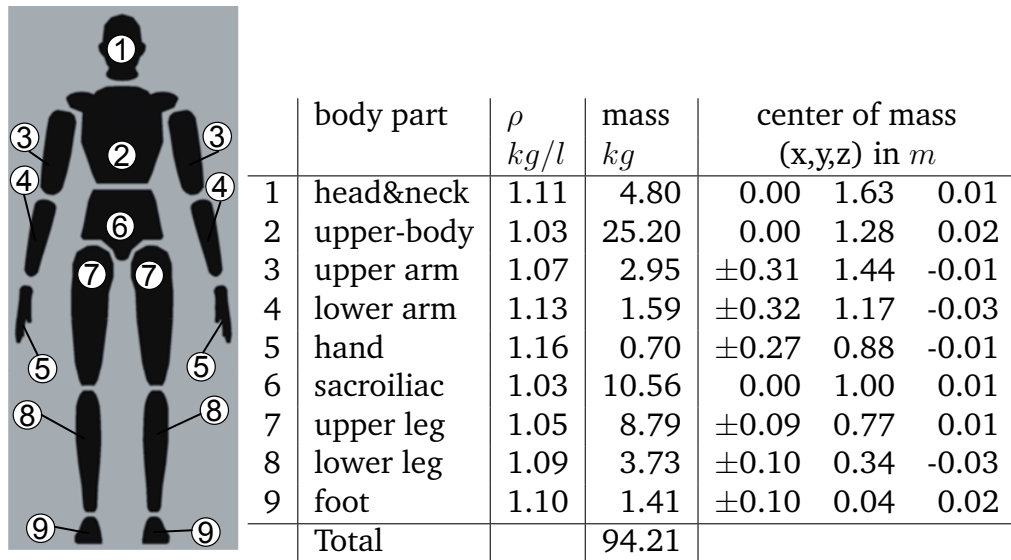 1
3
2
3
4
4
6
7
7
5
5
8
8
9
9
body part ρ mass center of mass
kg/l kg (x,y,z) in m
1 head&neck 1.11 4.80 0.00 1.63 0.01
2 upper-body 1.03 25.20 0.00 1.28 0.02
3 upper arm 1.07 2.95 ±0.31 1.44 -0.01
4 lower arm 1.13 1.59 ±0.32 1.17 -0.03
5 hand 1.16 0.70 ±0.27 0.88 -0.01
6 sacroiliac 1.03 10.56 0.00 1.00 0.01
7 upper leg 1.05 8.79 ±0.09 0.77 0.01
8 lower leg 1.09 3.73 ±0.10 0.34 -0.03
9 foot 1.10 1.41 ±0.10 0.04 0.02
Total 94.21